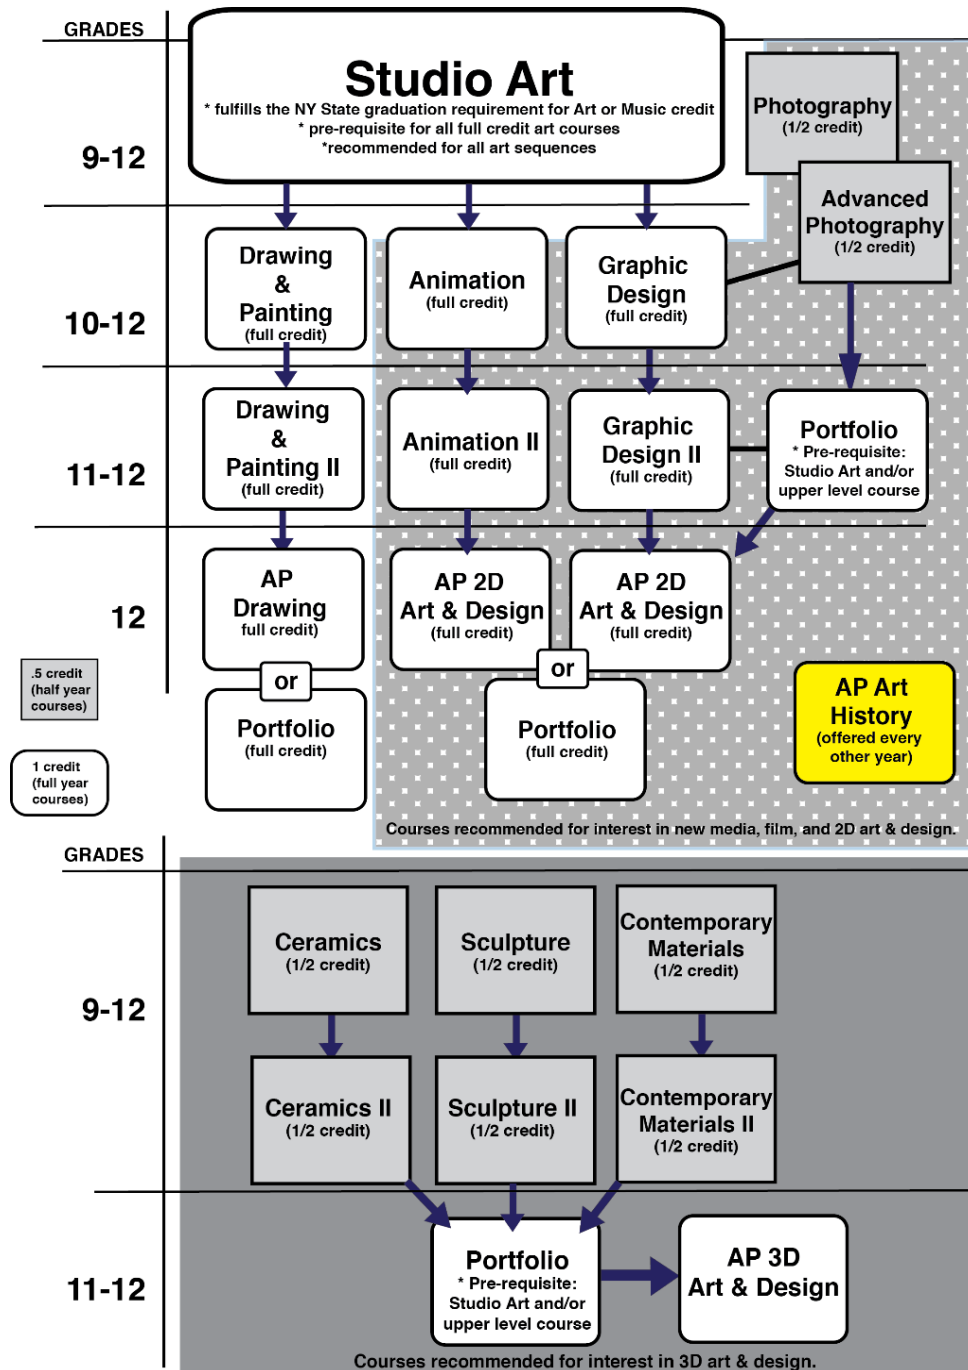 GRADES
Studio Art
* fulfills the NY State graduation requirement for Art or Music credit
* pre-requisite for all full credit art courses
*recommended for all art sequences
9-12
Photography
(1/2 credit)
Advanced
Photography
(1/2 credit)
10-12
Drawing
&
Painting
(full credit)
Animation
(full credit)
Graphic
Design
(full credit)
11-12
Drawing
&
Painting II
(full credit)
Animation II
(full credit)
Graphic
Design II
(full credit)
Portfolio
* Pre-requisite:
Studio Art and/or
upper level course
12
AP
Drawing
full credit)
or
Portfolio
(full credit)
AP 2D
Art & Design
(full credit)
AP 2D
Art & Design
(full credit)
or
Portfolio
(full credit)
AP Art
History
(offered every
other year)
.5 credit
(half year
courses)
1 credit
(full year
courses)
Courses recommended for interest in new media, film, and 2D art & design.
GRADES
9-12
Ceramics
(1/2 credit)
Sculpture
(1/2 credit)
Contemporary
Materials
(1/2 credit)
Ceramics II
(1/2 credit)
Sculpture II
(1/2 credit)
Contemporary
Materials II
(1/2 credit)
11-12
Portfolio
* Pre-requisite:
Studio Art and/or
upper level course
AP 3D
Art & Design
Courses recommended for interest in 3D art & design.